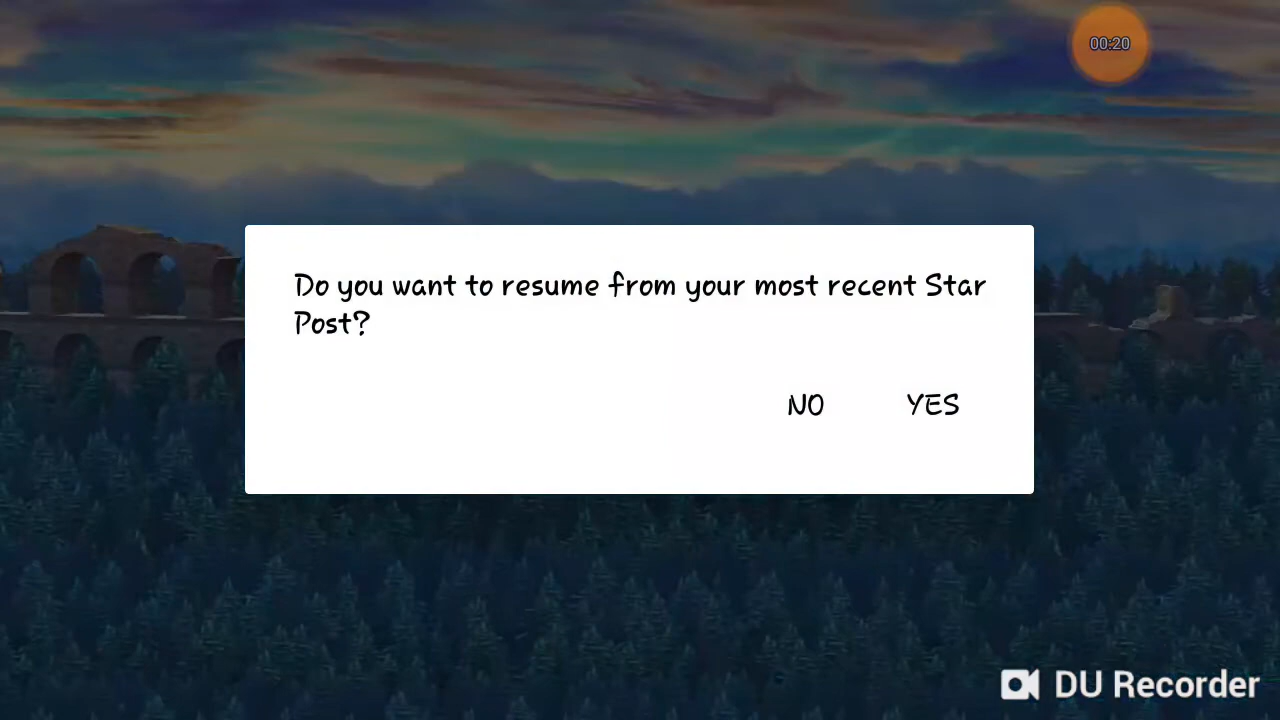 00:20
Do you want to resume from your most recent Star
Post?
NO YES
DU Recorder